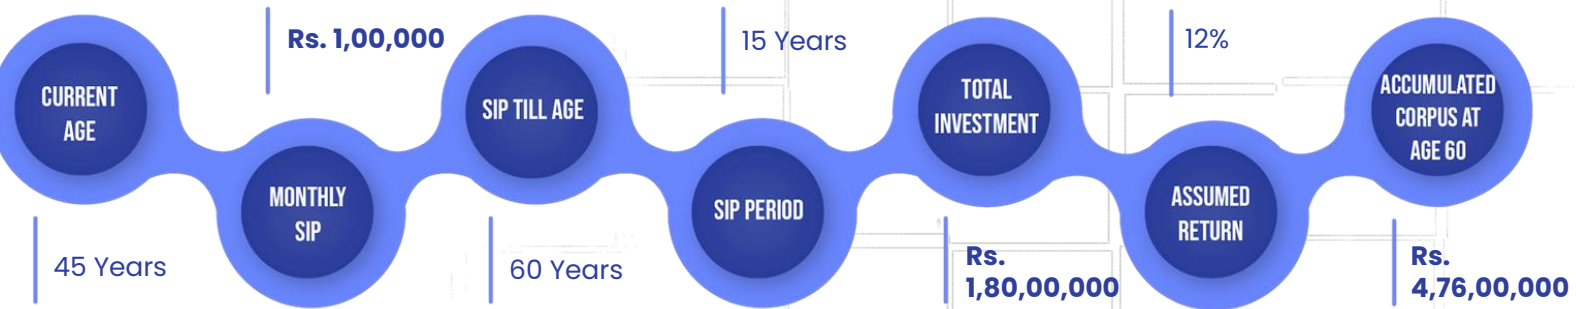 CURRENT
AGE
45 Years
Rs. 1,00,000
MONTHLY
SIP
SIP TILL AGE
60 Years
15 Years
SIP PERIOD
TOTAL
INVESTMENT
Rs.
1,80,00,000
12%
ASSUMED
RETURN
ACCUMULATED
CORPUS AT
AGE 60
Rs.
4,76,00,000